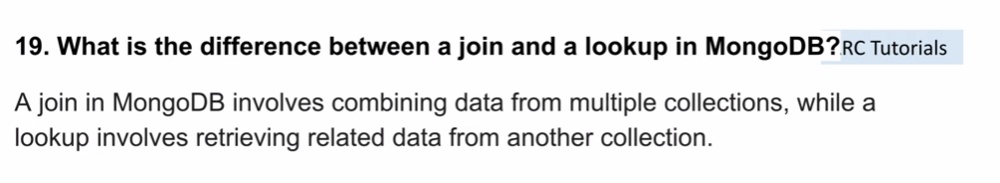 19. What is the difference between a join and a lookup in MongoDB? RC Tutorials
A join in MongoDB involves combining data from multiple collections, while a
lookup involves retrieving related data from another collection.